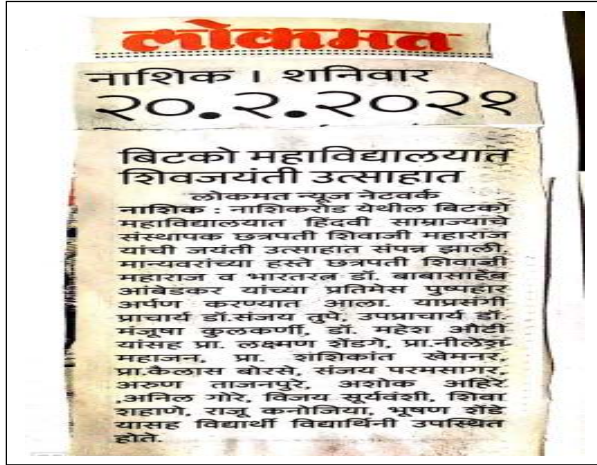 लोकमत
नाशिक । शनिवार
२०.२.२०२१
बिटको महाविद्यालयात
शिवजयंती उत्साहात
लोकमत न्यूज नेटवर्क
नाशिक : नाशिकरोड येथील बिटको
महाविद्यालयात हिंदवी साम्राज्याचे
संस्थापक छत्रपती शिवाजी महाराज
यांची जयंती उत्साहात संपन्न झाली.
मान्यवरांच्या हस्ते छत्रपती शिवाजी
महाराज व भारतरत्न डॉ. बाबासाहेब
आंबेडकर यांच्या प्रतिमेस पुष्पहार
अर्पण करण्यात आला. याप्रसंगी
प्राचार्य डॉ.संजय तुपे, उपप्राचार्य डॉ.
मंजूषा कुलकर्णी, डॉ. महेश औटी
यांसह प्रा. लक्ष्मण शेंडगे, प्रा.नीलेश
महाजन, प्रा. शंशिकांत खेमनर,
प्रा.कैलास बोरसे, संजय परमसागर,
अरुण ताजनपुरे, अशोक अहिरे
,अनिल गोरे, विजय सूर्यवंशी, शिवा
शहाणे, राजू कनोजिया, भूषण शेंडे
यासह विद्यार्थी विद्यार्थिनी उपस्थित
होते.